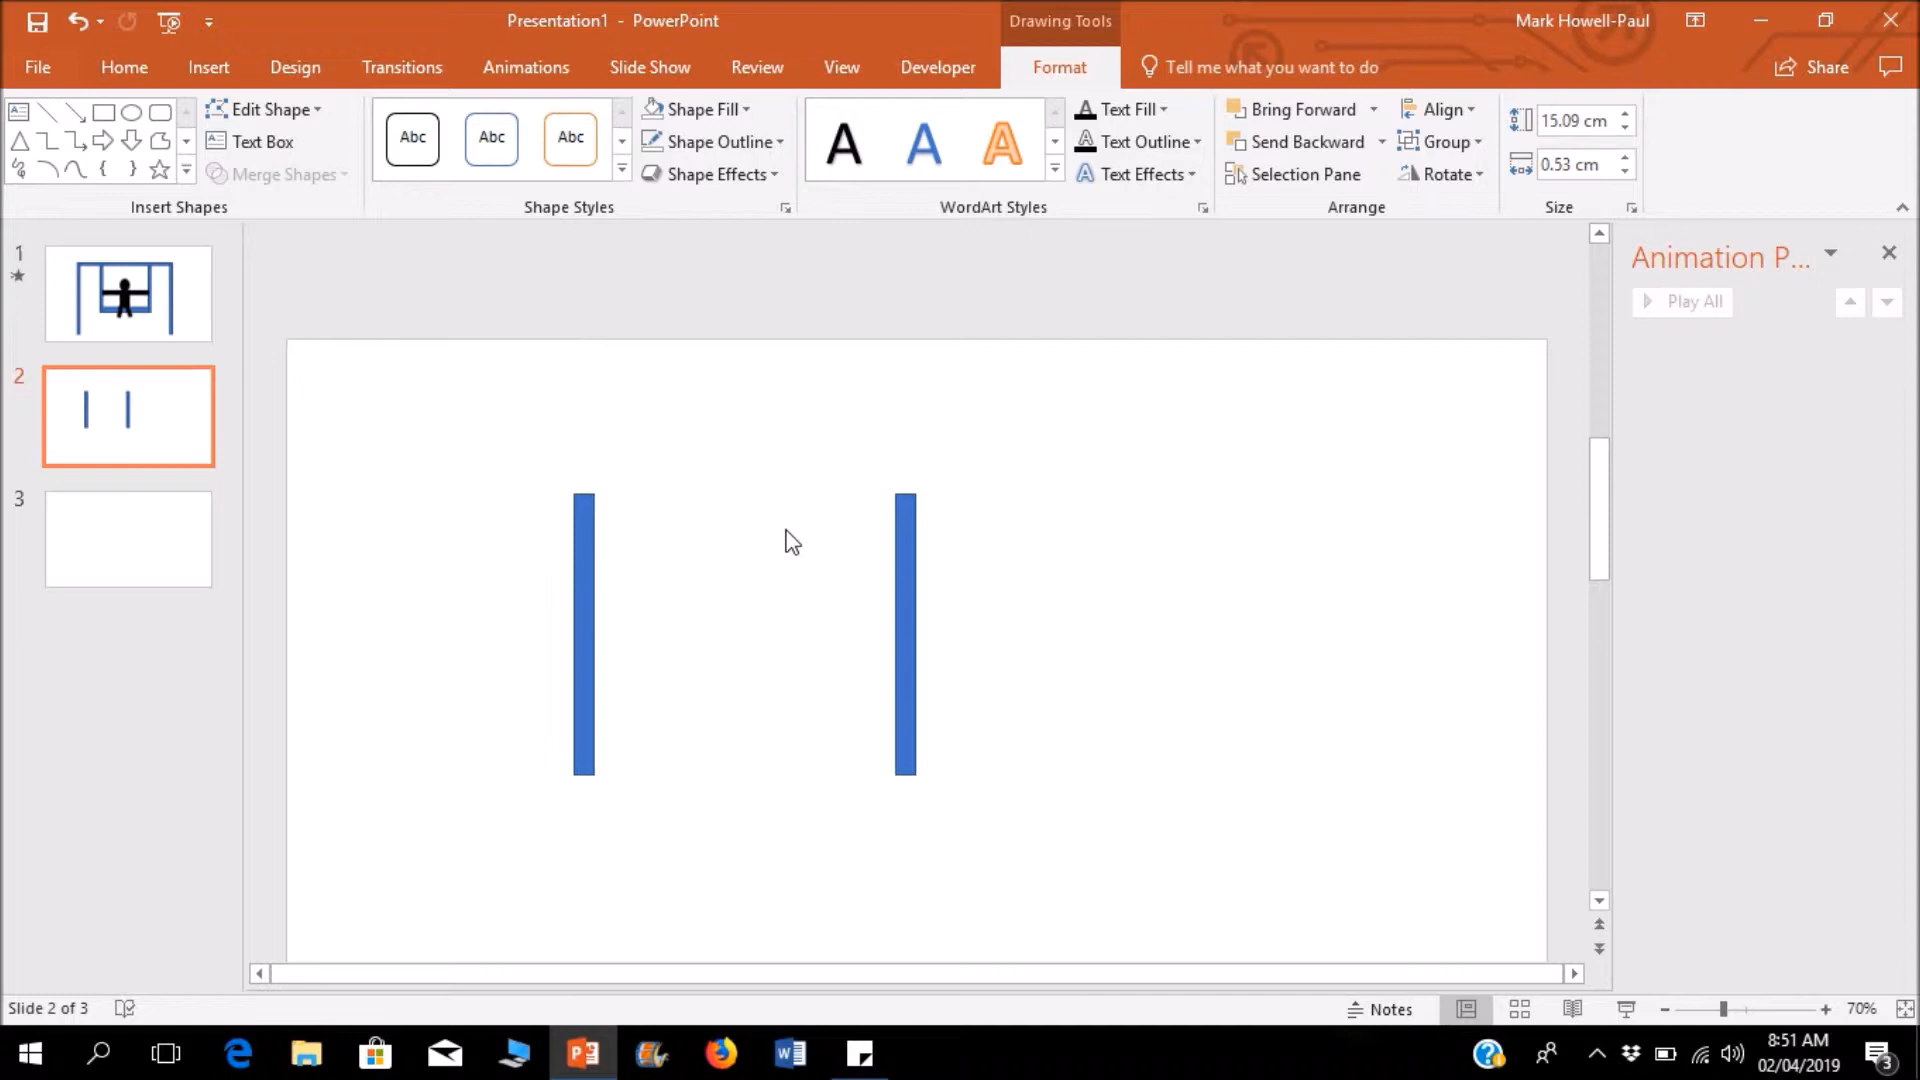 Presentation1 - PowerPoint
Drawing Tools
Mark Howell-Paul
File
Home
Insert
Design
Transitions
Animations
Slide Show
Review
View
Developer
Format
Tell me what you want to do
Share
Edit Shape
Text Box
Merge Shapes
Insert Shapes
Abc
Abc
Abc
Shape Fill
Shape Outline
Shape Effects
Shape Styles
A
A
A
Text Fill
Text Outline
Text Effects
WordArt Styles
Bring Forward
Send Backward
Selection Pane
Align
Group
Rotate
Arrange
15.09 cm
0.53 cm
Size
1
2
3
Animation P...
Play All
Slide 2 of 3
Notes
70%
8:51 AM
02/04/2019
3